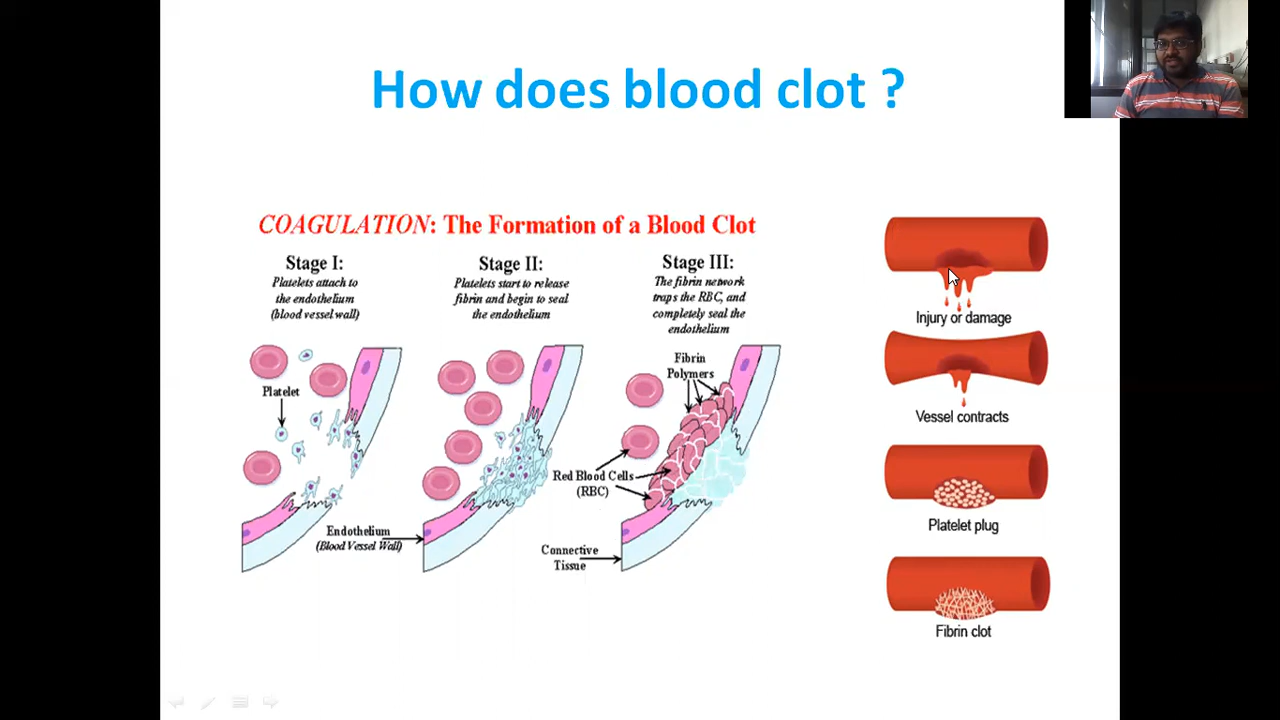 How does blood clot ?
COAGULATION: The Formation of a Blood Clot
Stage I:
Platelets attach to
the endothelium
(blood vessel wall)
Stage II:
Platelets start to release
fibrin and begin to seal
the endothelium
Stage III:
The fibrin network
traps the RBC, and
completely seal the
endothelium
Platelet
Endothelium
(Blood Vessel Wall)
Fibrin
Polymers
Red Blood Cells
(RBC)
Connective
Tissue
Injury or damage
Vessel contracts
Platelet plug
Fibrin clot